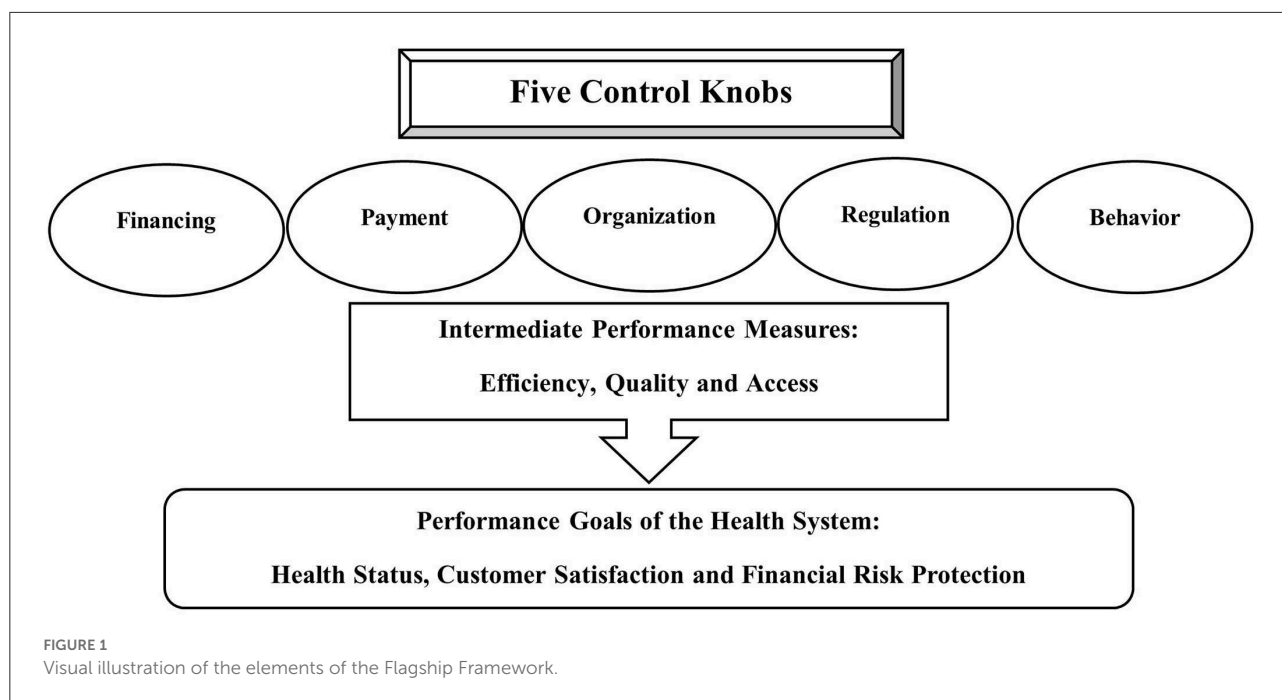 Five Control Knobs
Financing Payment Organization Regulation Behavior
Intermediate Performance Measures:
Efficiency, Quality and Access
Performance Goals of the Health System:
Health Status, Customer Satisfaction and Financial Risk Protection
FIGURE 1
Visual illustration of the elements of the Flagship Framework.